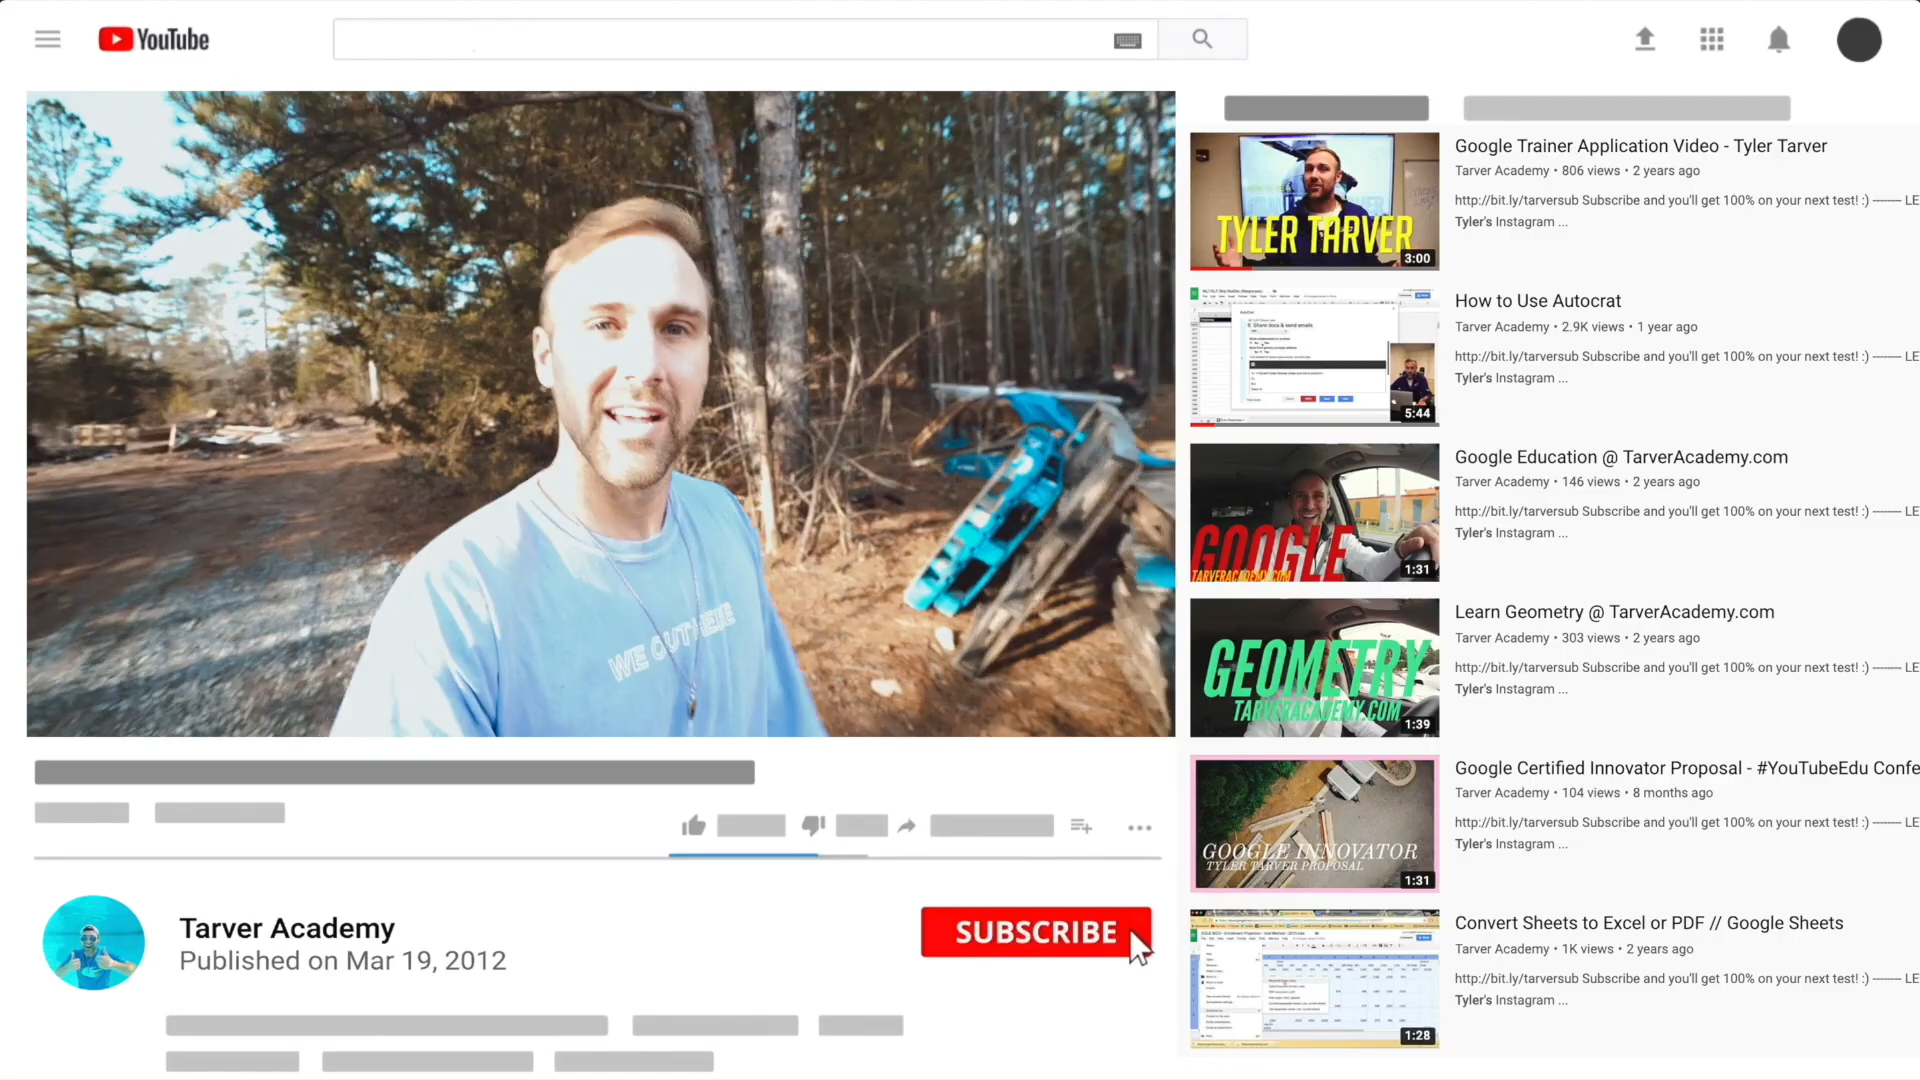 YouTube
WE OUT HERE
Tarver Academy
Published on Mar 19, 2012
SUBSCRIBE
TYLER TARVER
3:00
Google Trainer Application Video - Tyler Tarver
Tarver Academy • 806 views • 2 years ago
http://bit.ly/tarversub Subscribe and you'll get 100% on your next test! :) -------- LE
Tyler's Instagram ...
8. Share docs & send emails
5:44
How to Use Autocrat
Tarver Academy • 2.9K views • 1 year ago
http://bit.ly/tarversub Subscribe and you'll get 100% on your next test! :) -------- LE
Tyler's Instagram ...
GOOGLE
TARVERACADEMY.COM
1:31
Google Education @ TarverAcademy.com
Tarver Academy • 146 views • 2 years ago
http://bit.ly/tarversub Subscribe and you'll get 100% on your next test! :) -------- LE
Tyler's Instagram ...
GEOMETRY
TARVERACADEMY.COM
1:39
Learn Geometry @ TarverAcademy.com
Tarver Academy • 303 views • 2 years ago
http://bit.ly/tarversub Subscribe and you'll get 100% on your next test! :) -------- LE
Tyler's Instagram ...
GOOGLE INNOVATOR
TYLER TARVER PROPOSAL
1:31
Google Certified Innovator Proposal - #YouTubeEdu Confe
Tarver Academy • 104 views • 8 months ago
http://bit.ly/tarversub Subscribe and you'll get 100% on your next test! :) -------- LE
Tyler's Instagram ...
1:28
Convert Sheets to Excel or PDF // Google Sheets
Tarver Academy • 1K views • 2 years ago
http://bit.ly/tarversub Subscribe and you'll get 100% on your next test! :) -------- LE
Tyler's Instagram ...